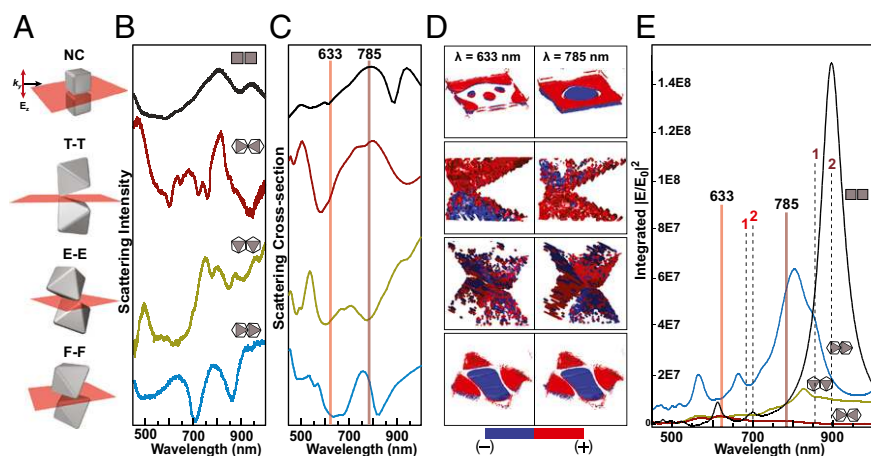 A
B
C
D
E
NC
k_y
E_z
T-T
E-E
F-F
Scattering Intensity
500 700 900
Wavelength (nm)
633 785
Scattering Cross-section
500 700 900
Wavelength (nm)
λ = 633 nm λ = 785 nm
(–) (+)
Integrated |E/E0|²
1.4E8
1.2E8
1E8
8E7
6E7
4E7
2E7
0
633
1 2
785
1
2
500 700 900
Wavelength (nm)